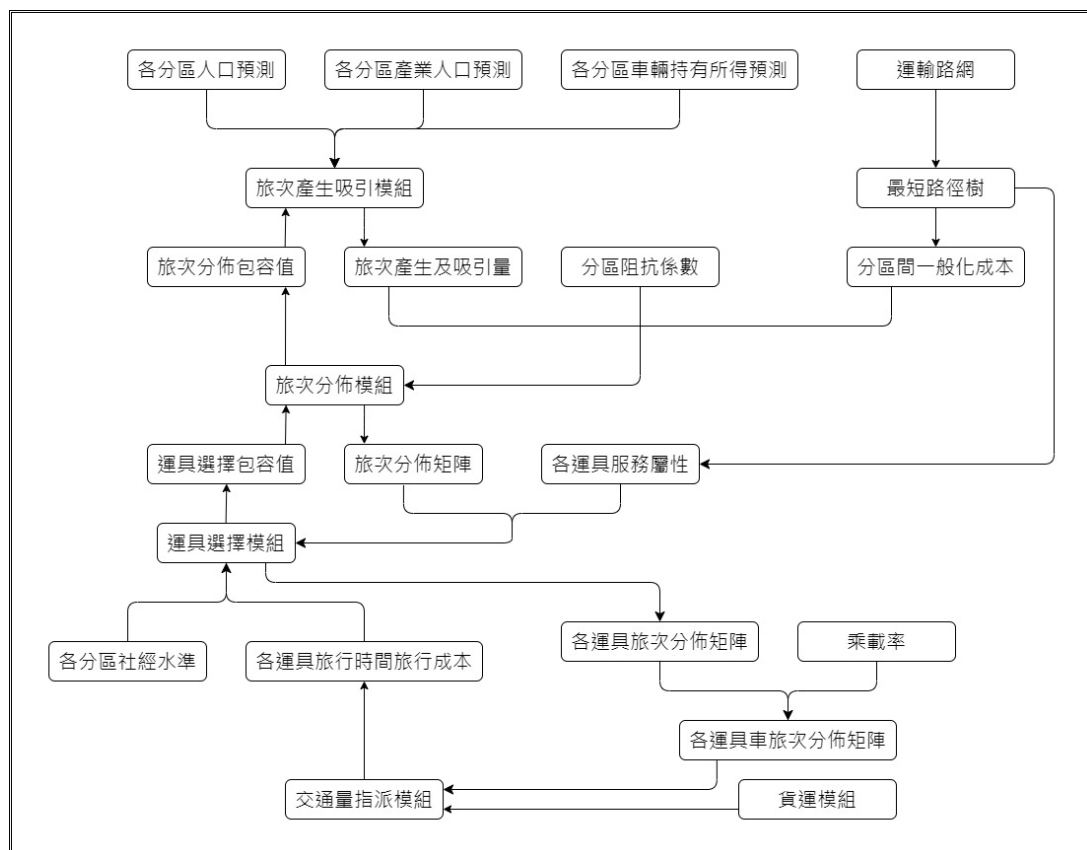 各分區人口預測
各分區產業人口預測
各分區車輛持有所得預測
運輸路網
旅次產生吸引模組
最短路徑樹
旅次分佈包容值
旅次產生及吸引量
分區阻抗係數
分區間一般化成本
旅次分佈模組
運具選擇包容值
旅次分佈矩陣
各運具服務屬性
運具選擇模組
各分區社經水準
各運具旅行時間旅行成本
各運具旅次分佈矩陣
乘載率
各運具車旅次分佈矩陣
交通量指派模組
貨運模組